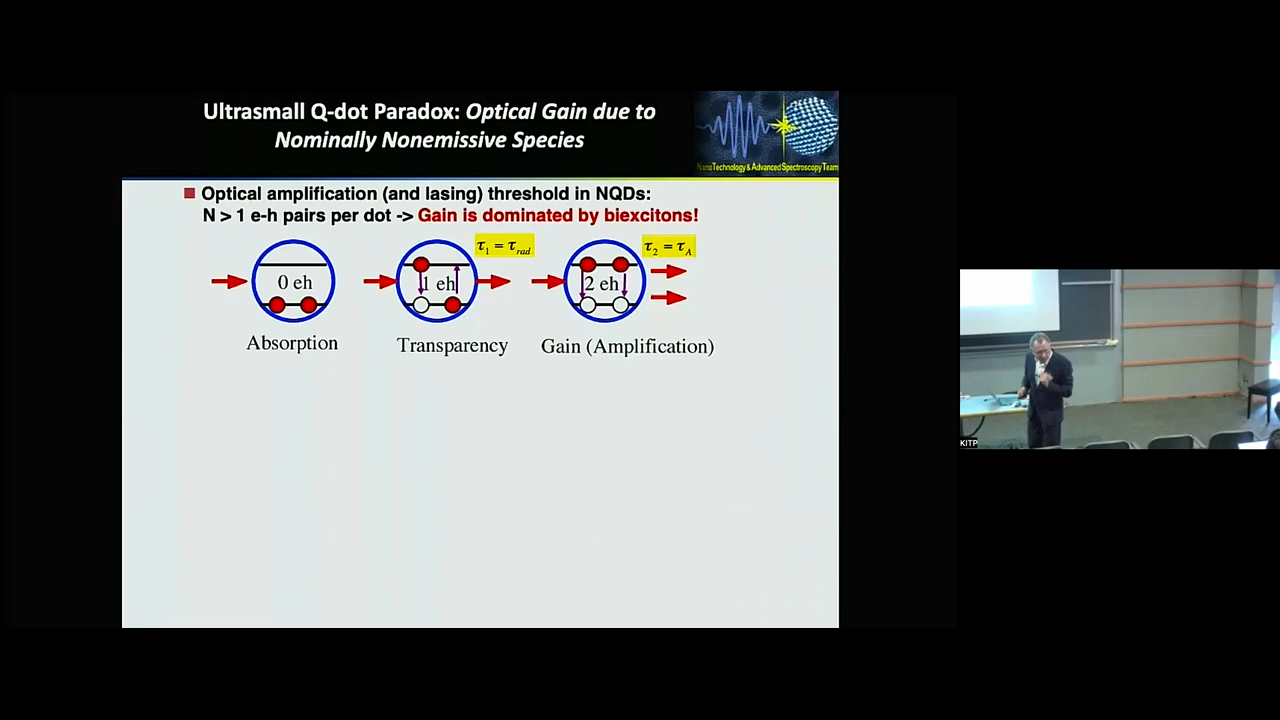 Ultrasmall Q-dot Paradox: Optical Gain due to
Nominally Nonemissive Species
NanoTechnology & Advanced Spectroscopy Team
Optical amplification (and lasing) threshold in NQDs:
N > 1 e-h pairs per dot -> Gain is dominated by biexcitons!
τ1 = τrad
τ2 = τA
0 eh
1 eh
2 eh
Absorption
Transparency
Gain (Amplification)
KITP